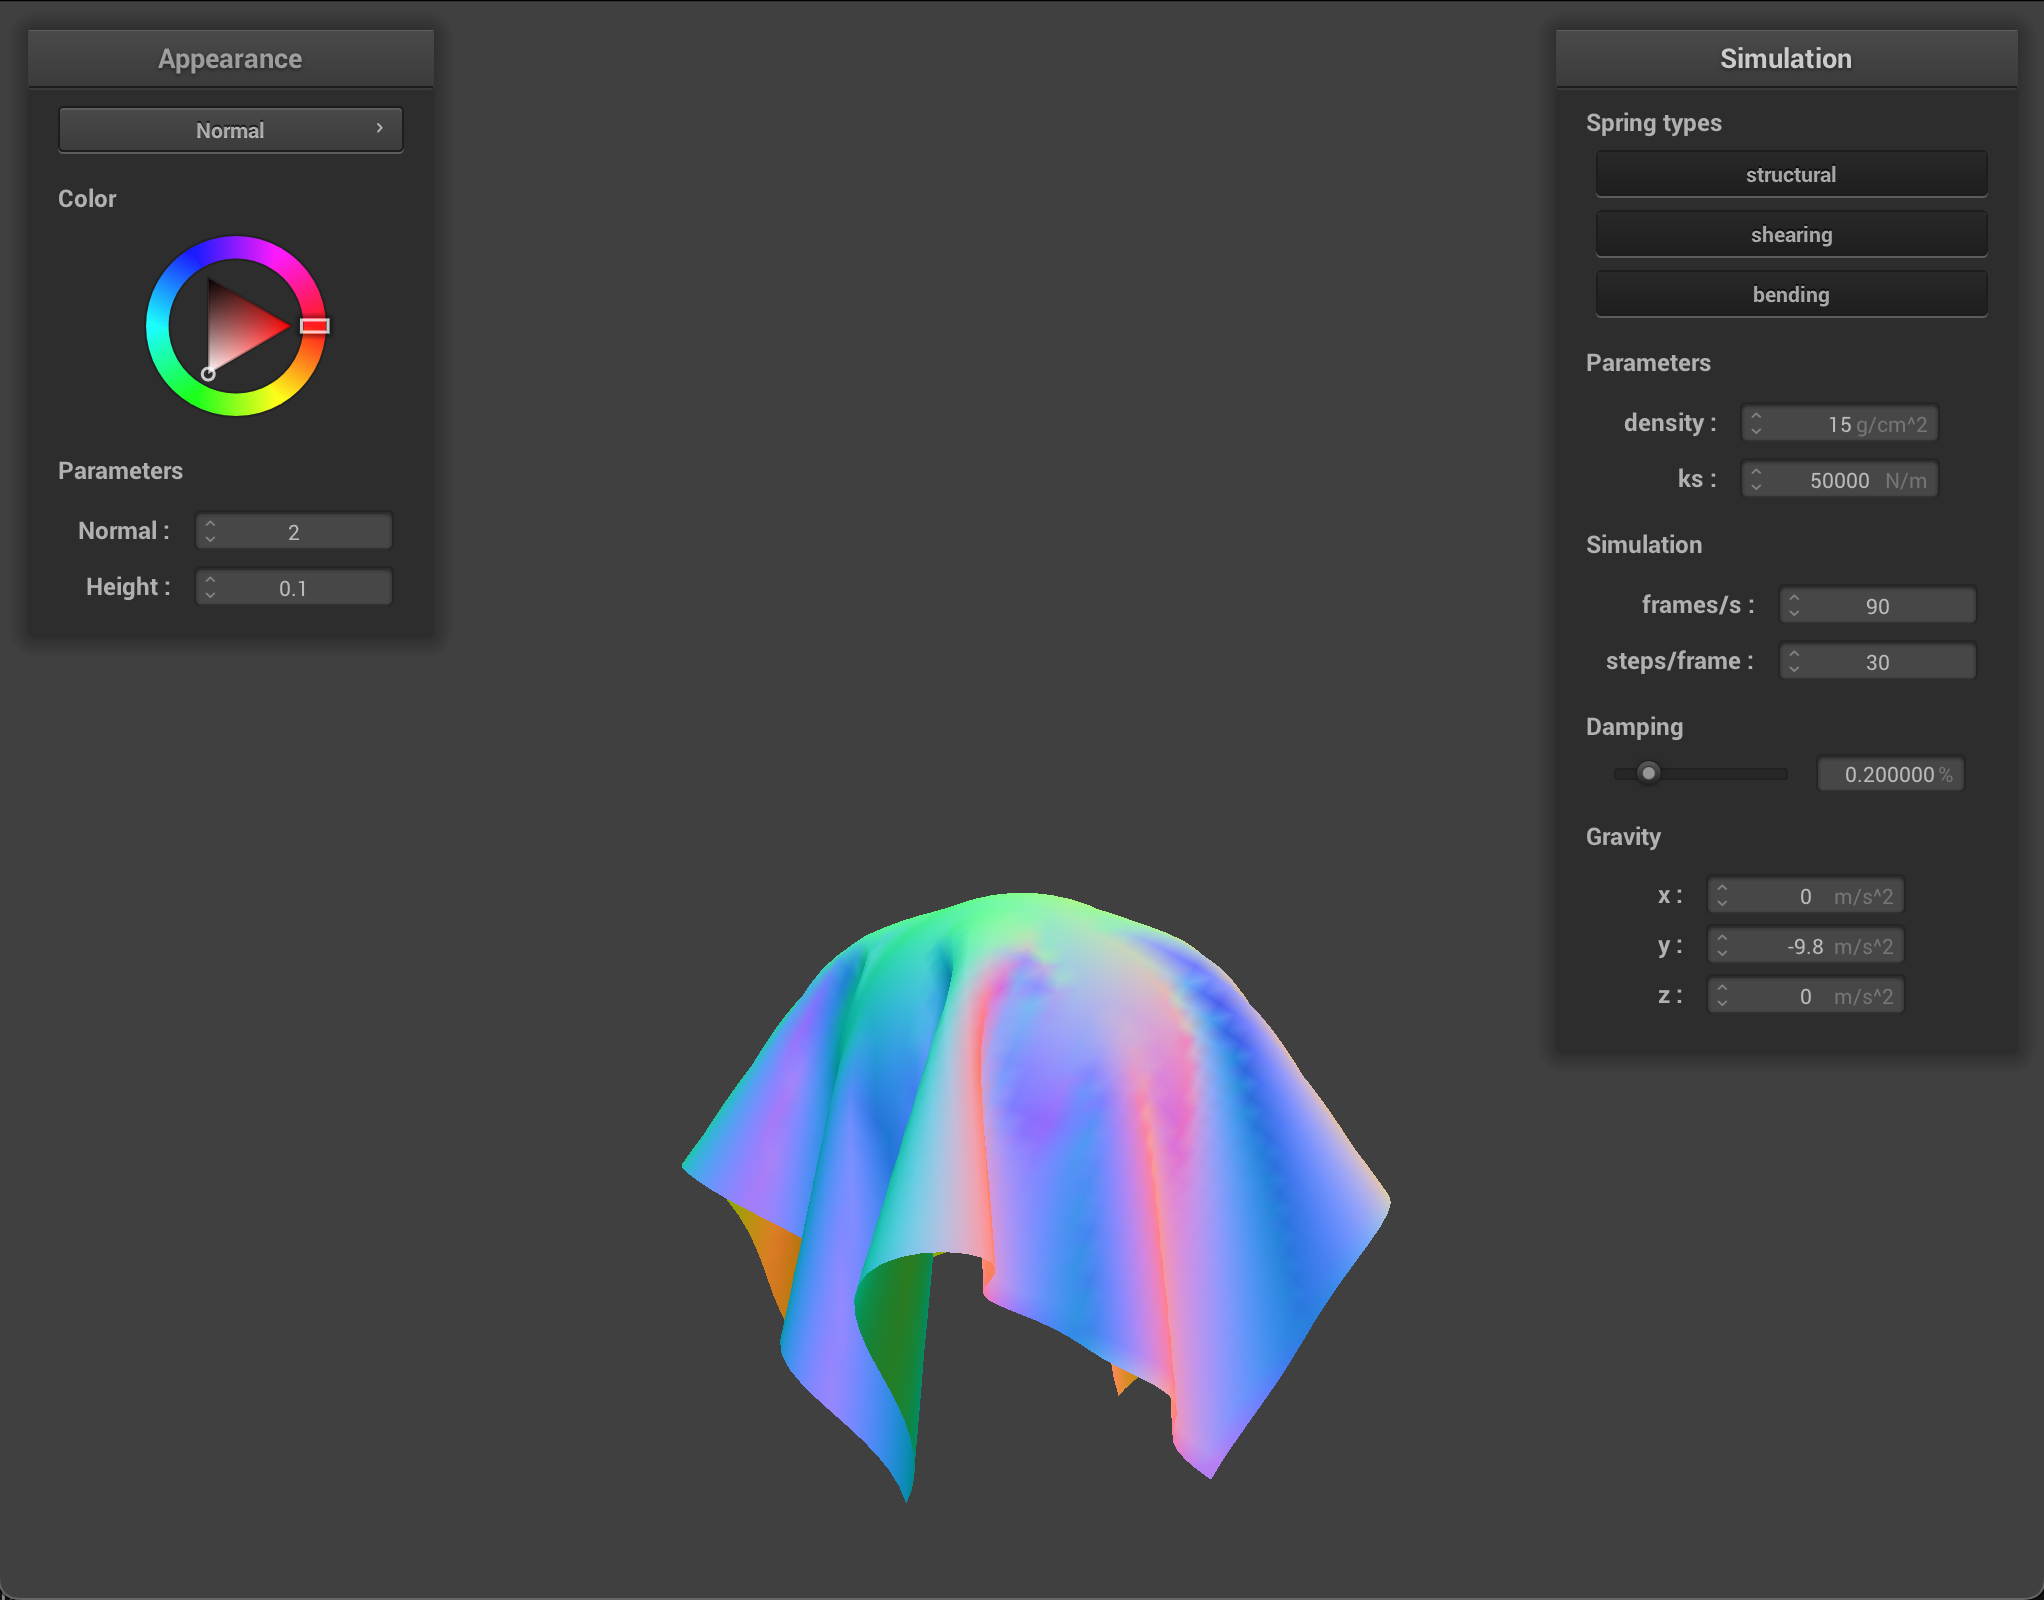 Appearance
Normal
Color
Parameters
Normal : 2
Height : 0.1
Simulation
Spring types
structural
shearing
bending
Parameters
density : 15 g/cm^2
ks : 50000 N/m
Simulation
frames/s : 90
steps/frame : 30
Damping
0.200000 %
Gravity
x : 0 m/s^2
y : -9.8 m/s^2
z : 0 m/s^2